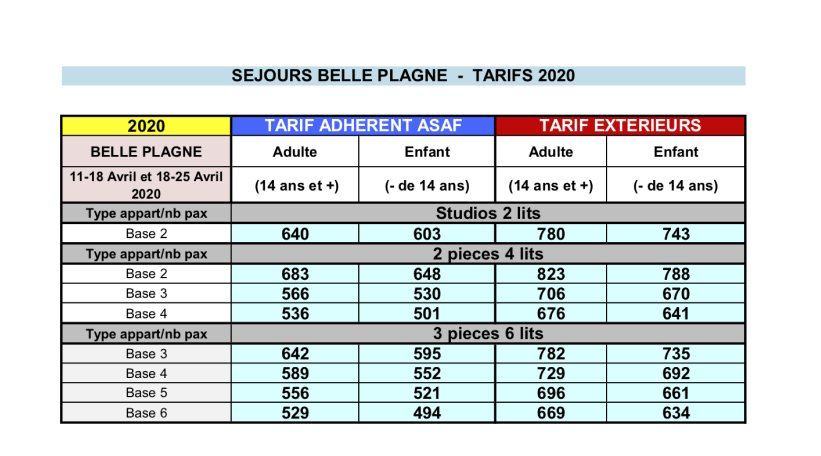 SEJOURS BELLE PLAGNE - TARIFS 2020
2020 TARIF ADHERENT ASAF TARIF EXTERIEURS
BELLE PLAGNE Adulte Enfant Adulte Enfant
11-18 Avril et 18-25 Avril 2020 (14 ans et +) (- de 14 ans) (14 ans et +) (- de 14 ans)
Type appart/nb pax Studios 2 lits
Base 2 640 603 780 743
Type appart/nb pax 2 pieces 4 lits
Base 2 683 648 823 788
Base 3 566 530 706 670
Base 4 536 501 676 641
Type appart/nb pax 3 pieces 6 lits
Base 3 642 595 782 735
Base 4 589 552 729 692
Base 5 556 521 696 661
Base 6 529 494 669 634